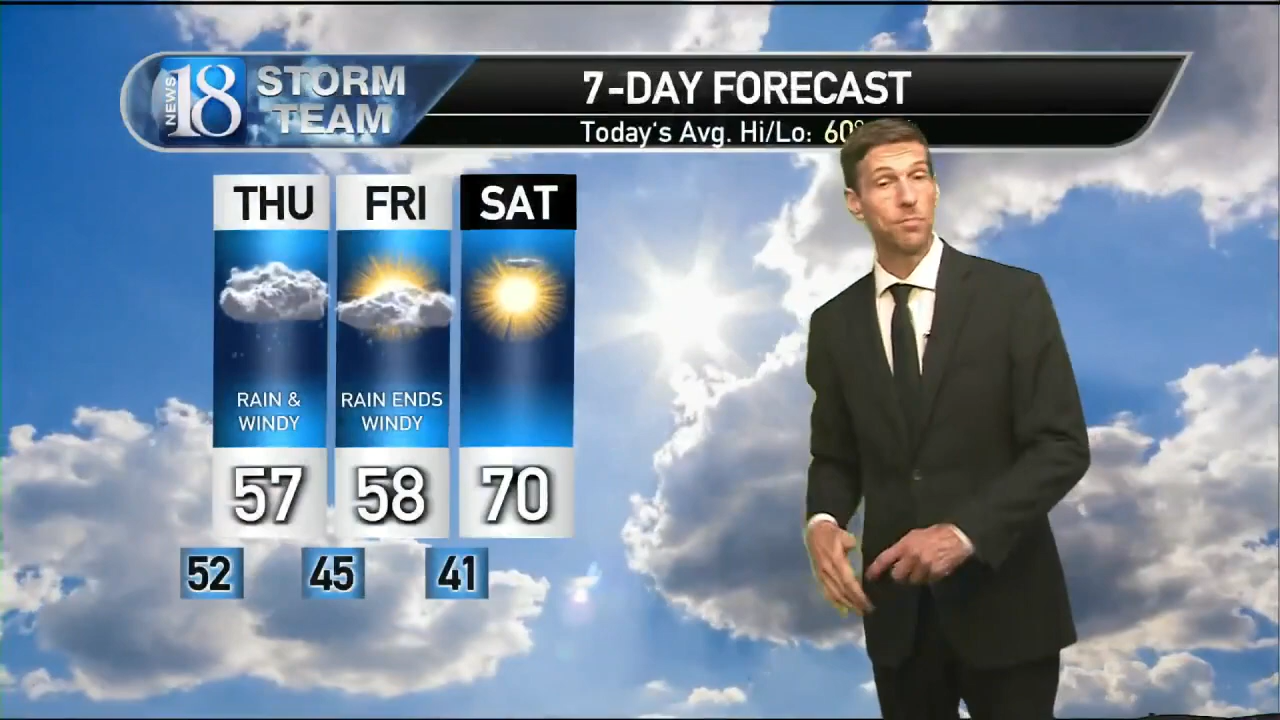 NEWS 18 STORM TEAM
7-DAY FORECAST
Today's Avg. Hi/Lo: 60°
THU FRI SAT
RAIN & WINDY
RAIN ENDS WINDY
57 58 70
52 45 41